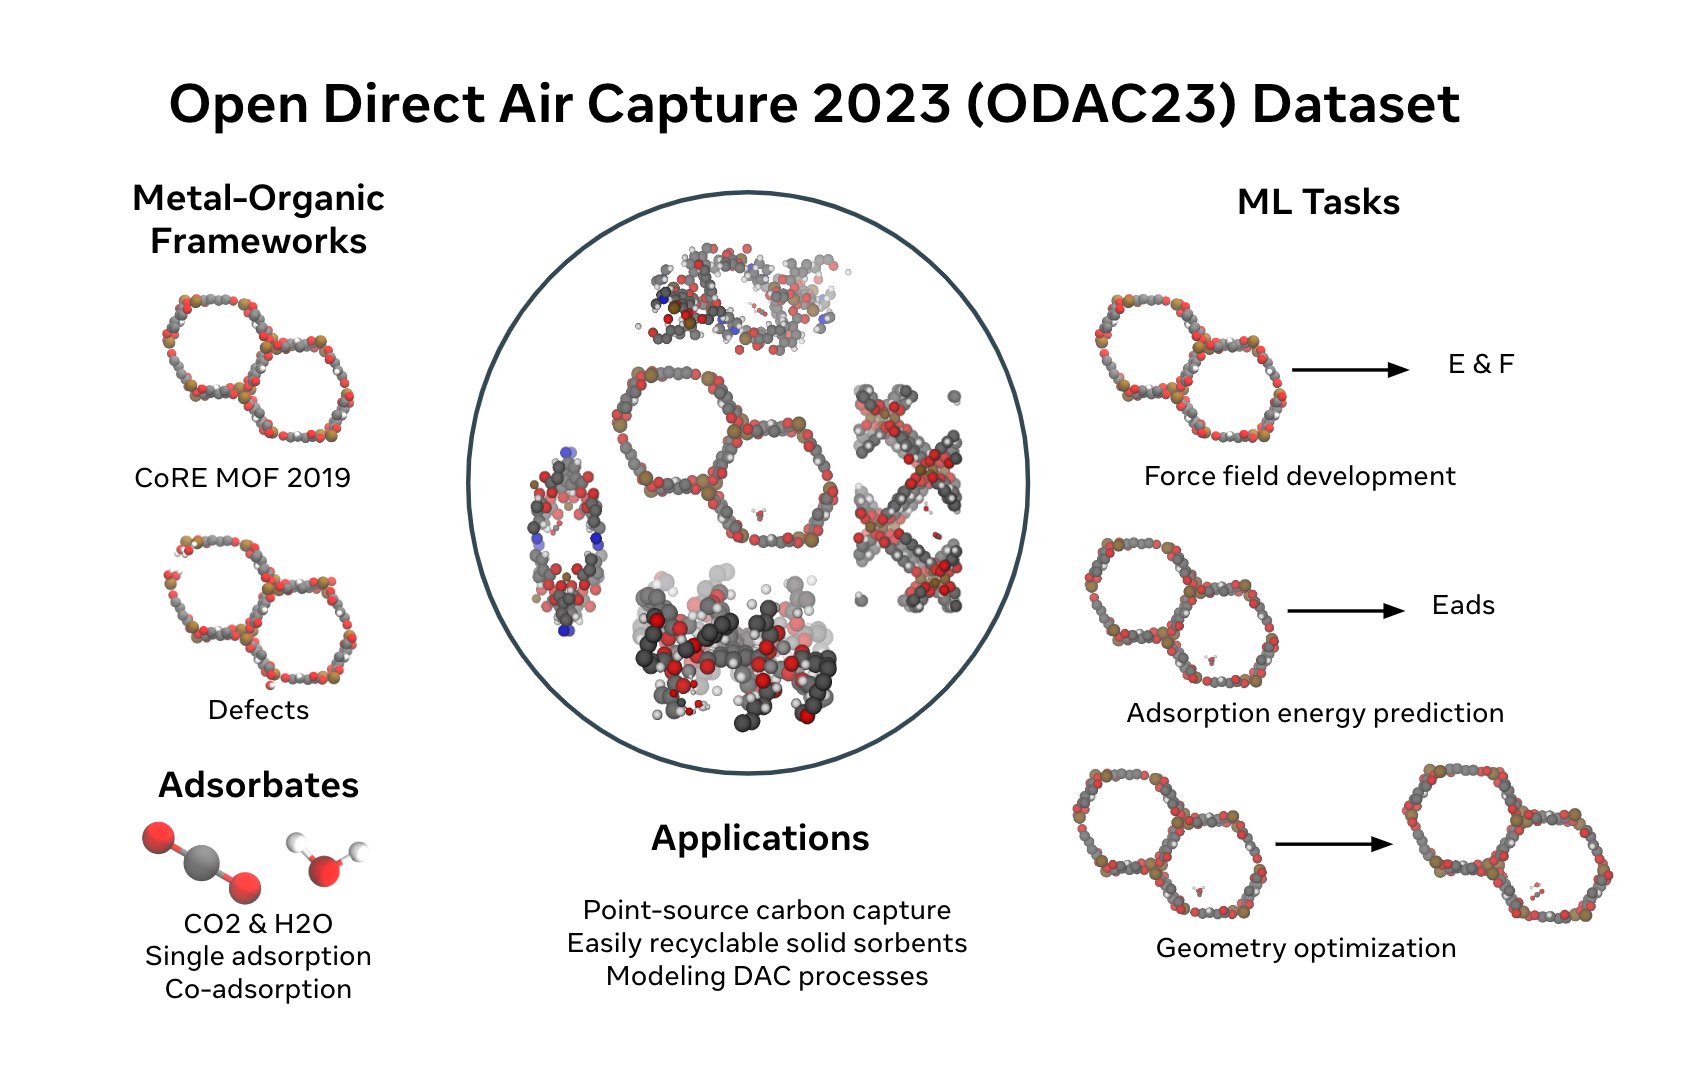 Open Direct Air Capture 2023 (ODAC23) Dataset
Metal-Organic
Frameworks
CoRE MOF 2019
Defects
Adsorbates
CO2 & H2O
Single adsorption
Co-adsorption
Applications
Point-source carbon capture
Easily recyclable solid sorbents
Modeling DAC processes
ML Tasks
E & F
Force field development
Eads
Adsorption energy prediction
Geometry optimization